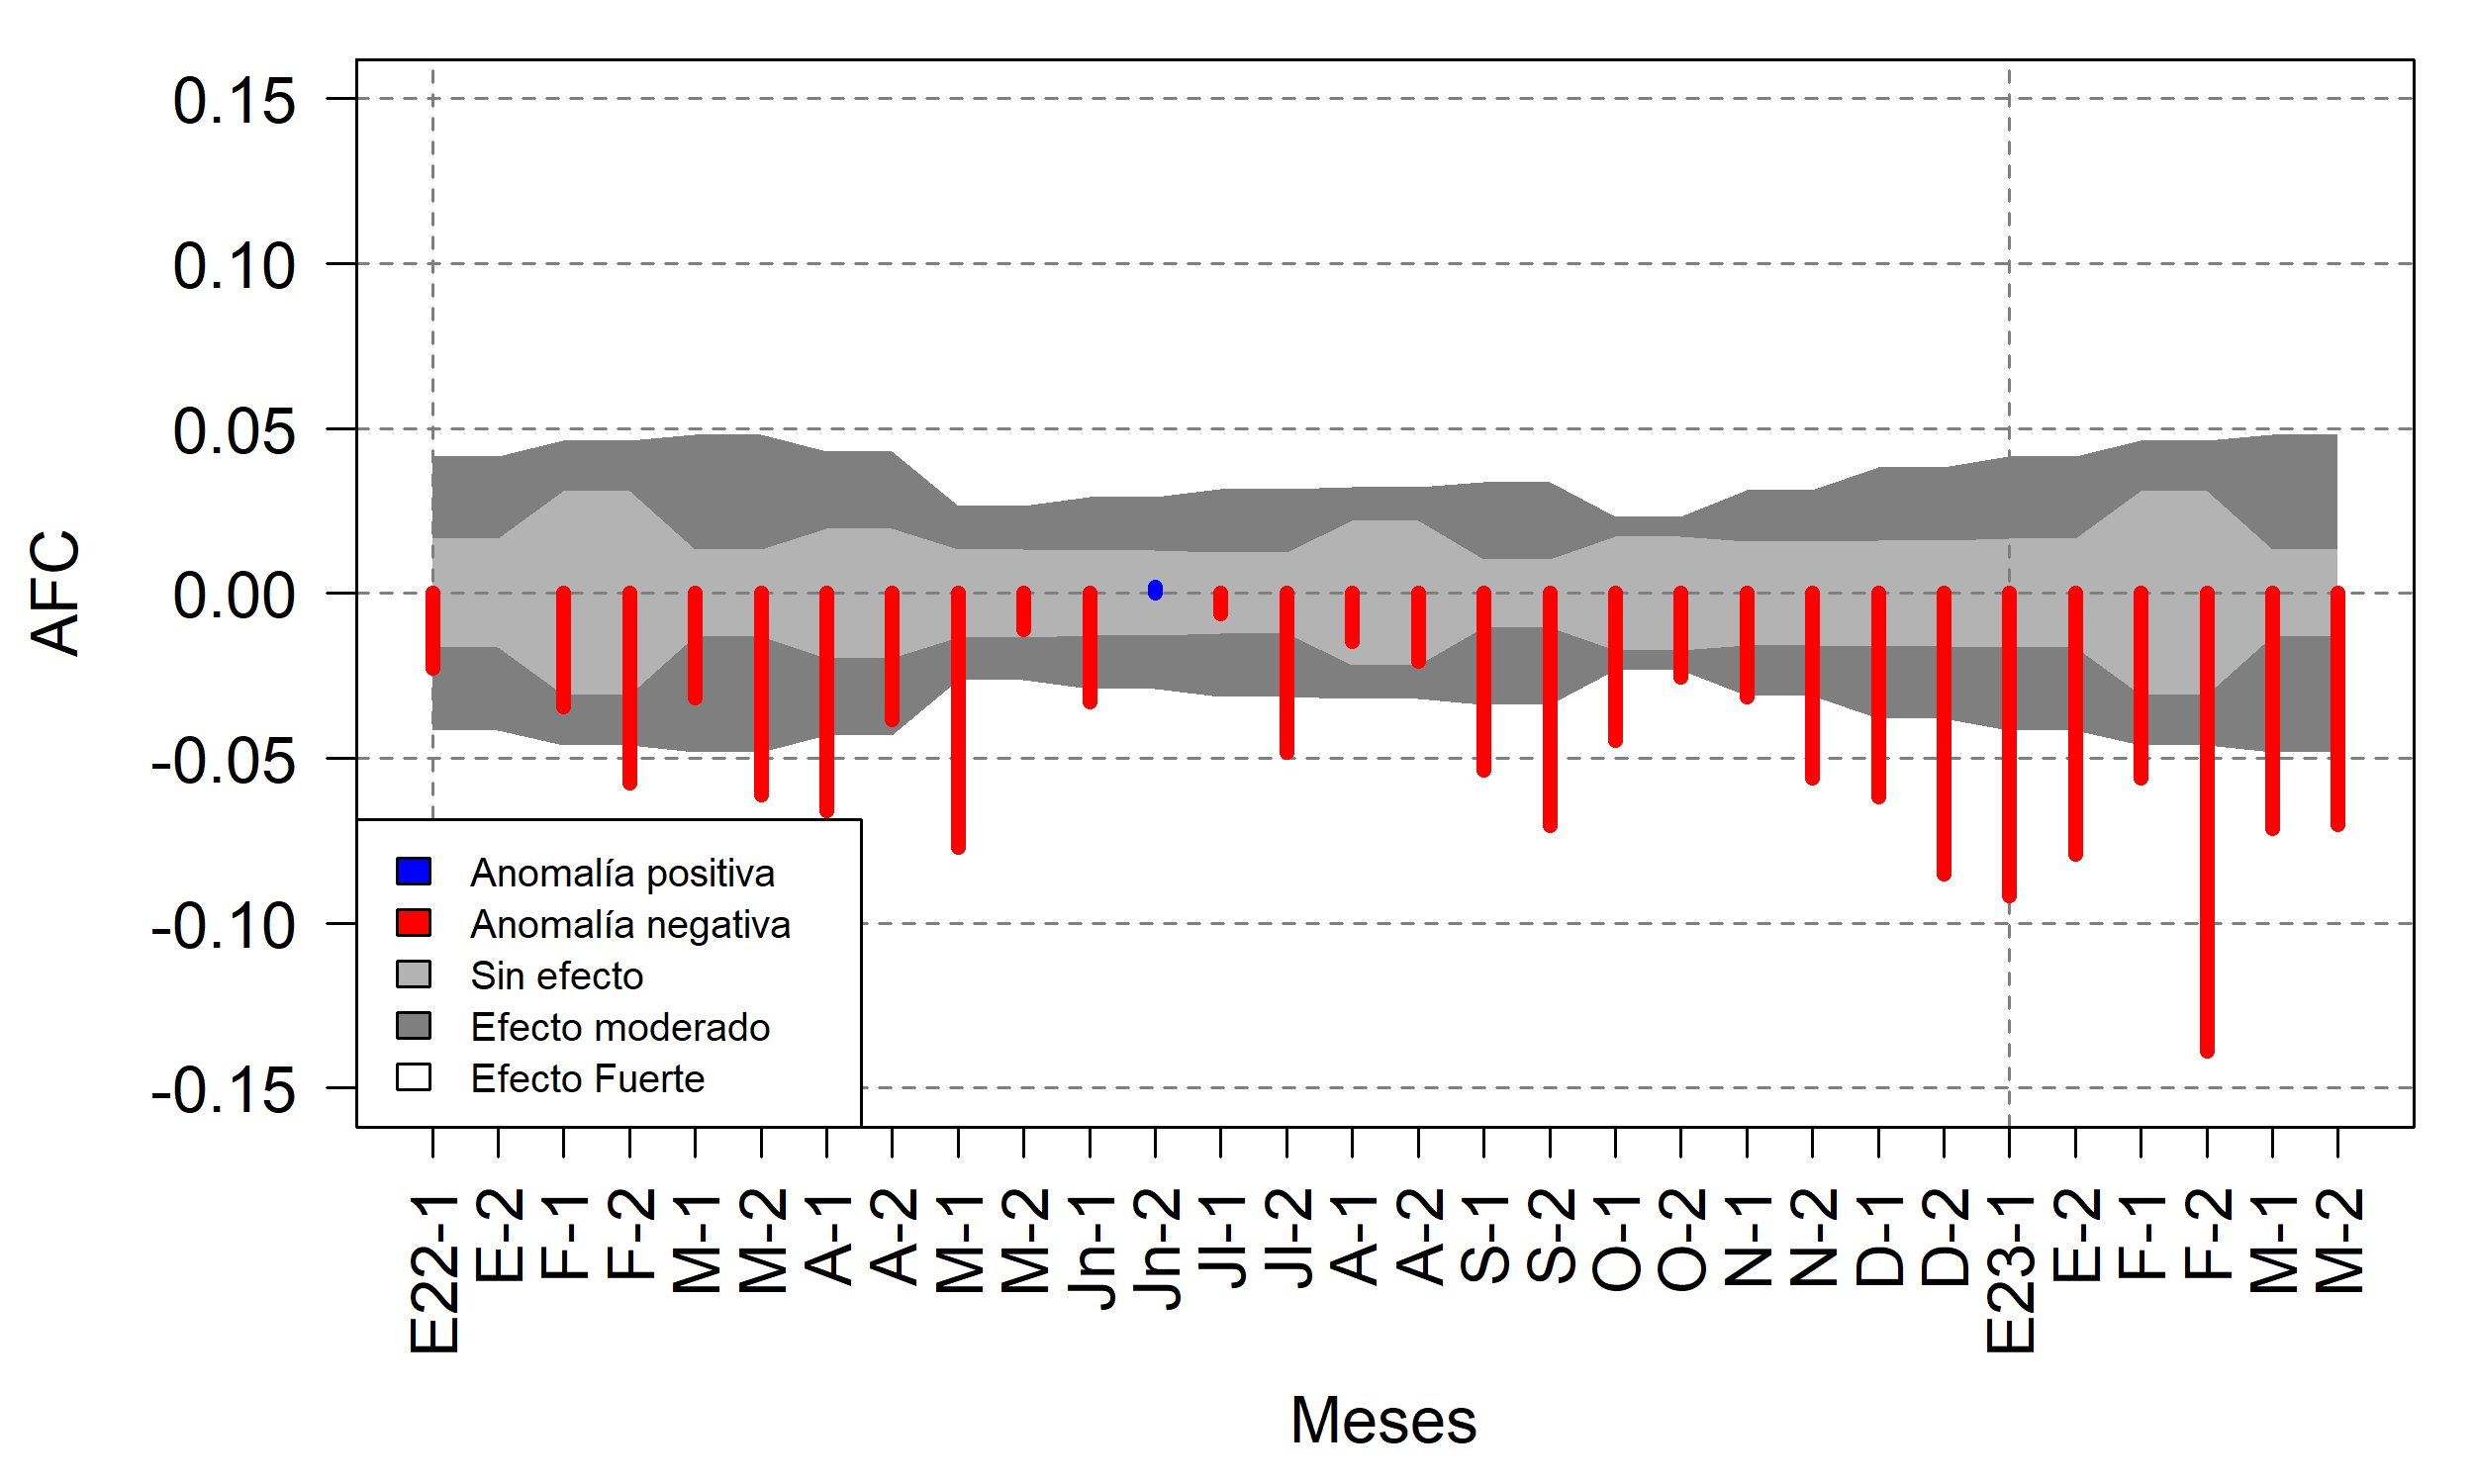 AFC
0.15
0.10
0.05
0.00
-0.05
-0.10
-0.15
Anomalía positiva
Anomalía negativa
Sin efecto
Efecto moderado
Efecto Fuerte
E22-1
E-2
F-1
F-2
M-1
M-2
A-1
A-2
M-1
M-2
Jn-1
Jn-2
Jl-1
Jl-2
A-1
A-2
S-1
S-2
O-1
O-2
N-1
N-2
D-1
D-2
E23-1
E-2
F-1
F-2
M-1
M-2
Meses